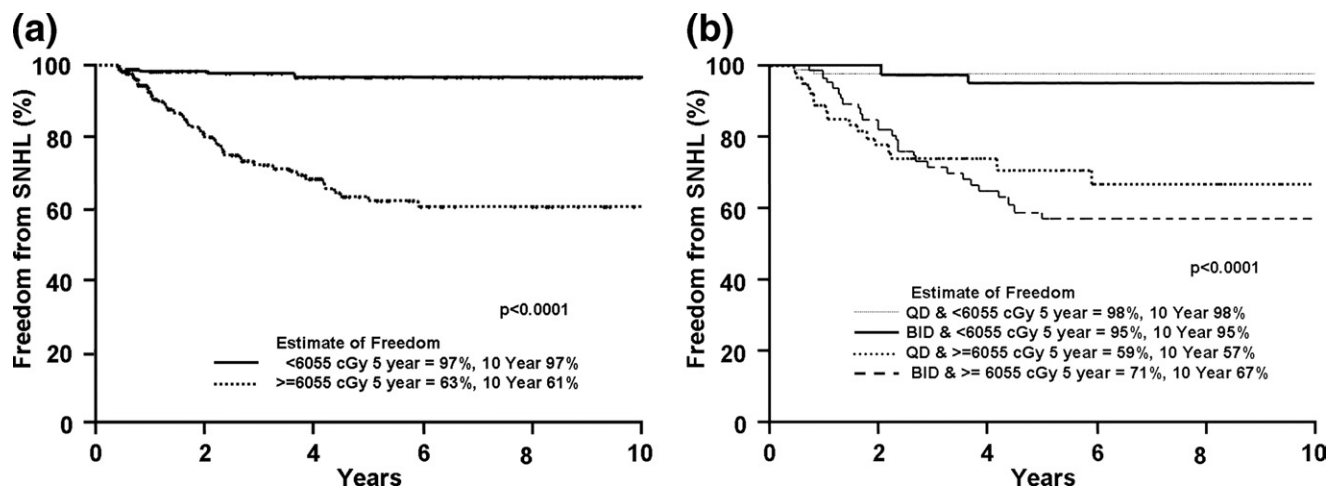 (a)
Freedom from SNHL (%)
100
80
60
40
20
0
p<0.0001
Estimate of Freedom
<6055 cGy 5 year = 97%, 10 Year 97%
>=6055 cGy 5 year = 63%, 10 Year 61%
0 2 4 6 8 10
Years
(b)
Freedom from SNHL (%)
100
80
60
40
20
0
p<0.0001
Estimate of Freedom
QD & <6055 cGy 5 year = 98%, 10 Year 98%
BID & <6055 cGy 5 year = 95%, 10 Year 95%
QD & >=6055 cGy 5 year = 59%, 10 Year 57%
BID & >= 6055 cGy 5 year = 71%, 10 Year 67%
0 2 4 6 8 10
Years